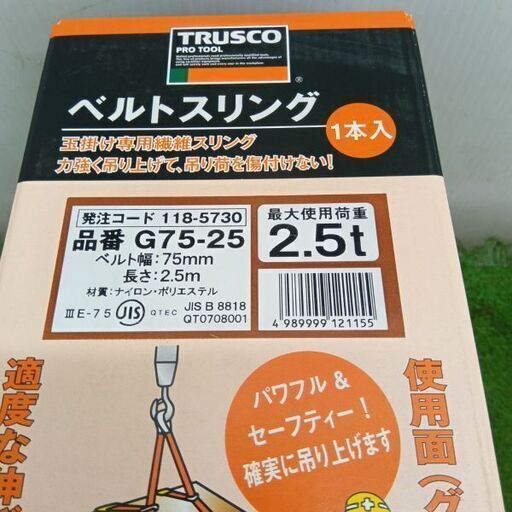 TRUSCO
PRO TOOL
®
ベルトスリング
1本入
玉掛け専用繊維スリング
力強く吊り上げて、吊り荷を傷付けない!
発注コード 118-5730
品番 G75-25
ベルト幅:75mm
長さ:2.5m
材質:ナイロン・ポリエステル
ⅢE-75 JIS QTEC JIS B 8818
QT0708001
最大使用荷重
2.5t
4 989999 121155
パワフル &
セーフティー!
確実に吊り上げます
適度な伸び
使用面(グ